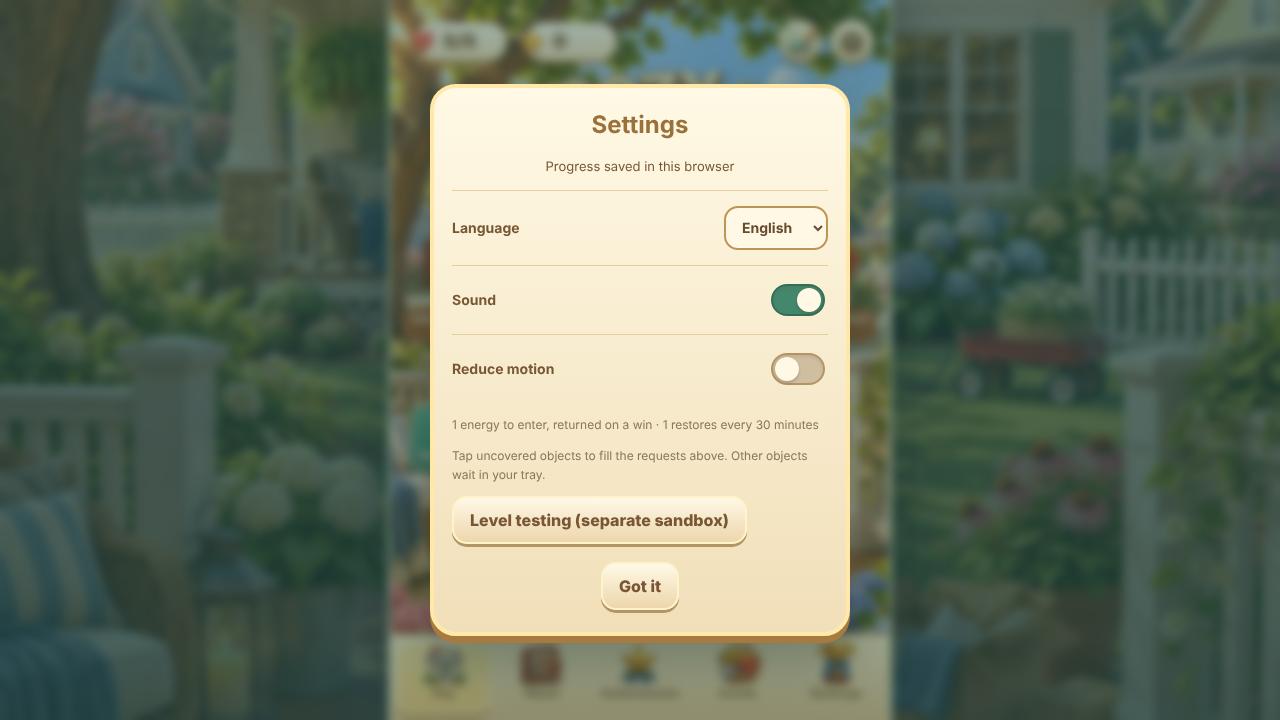 Settings
Progress saved in this browser
Language
English
Sound
Reduce motion
1 energy to enter, returned on a win · 1 restores every 30 minutes
Tap uncovered objects to fill the requests above. Other objects
wait in your tray.
Level testing (separate sandbox)
Got it